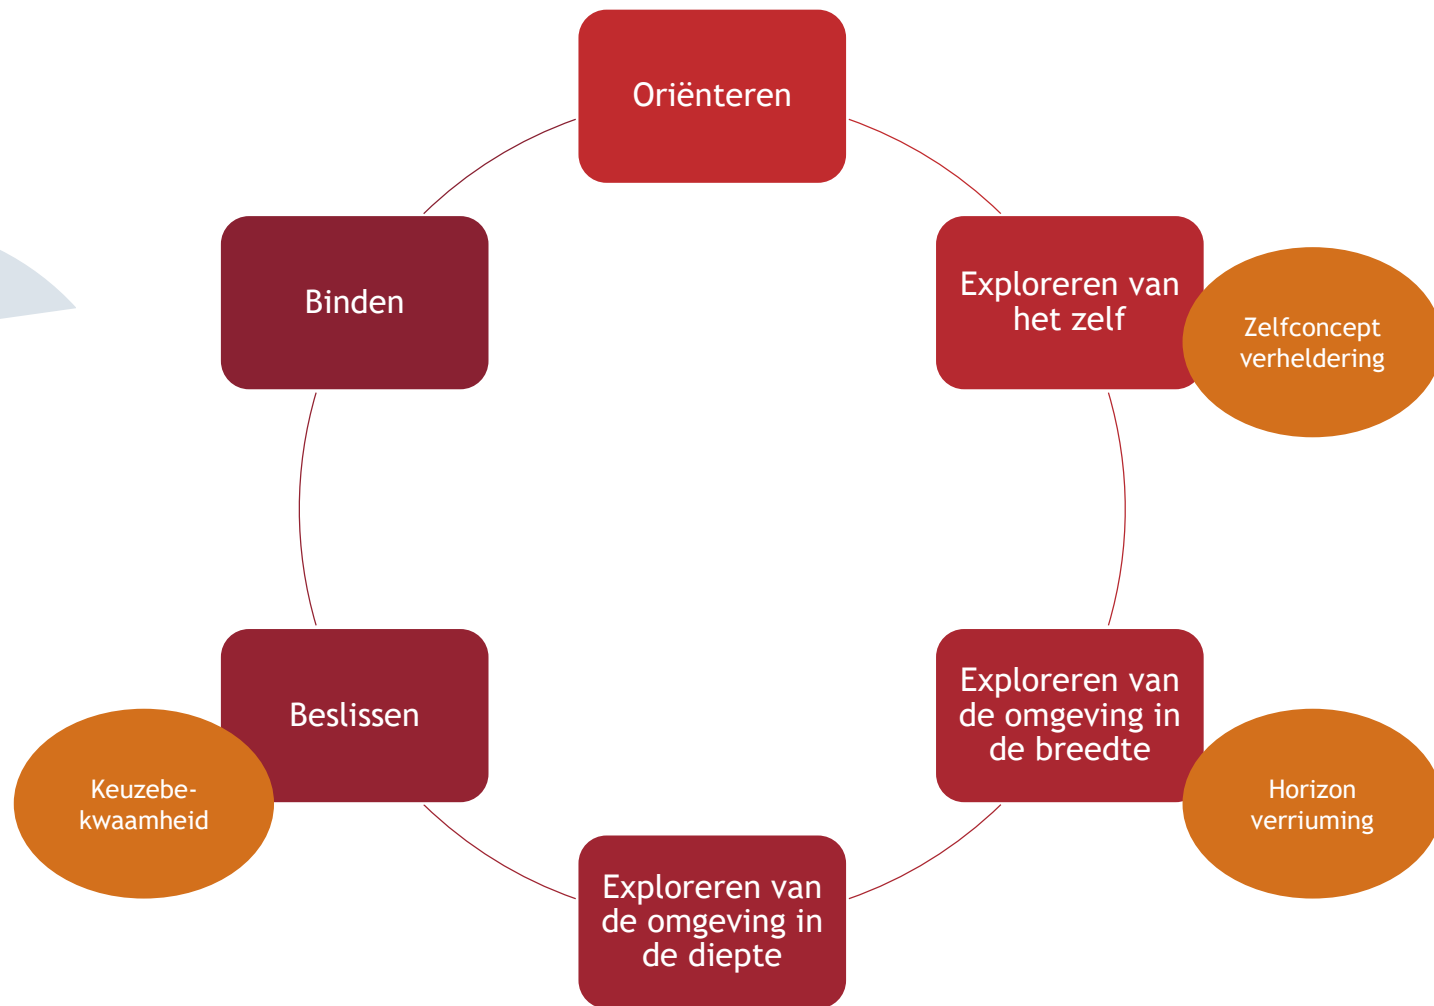 Oriënteren
Exploreren van
het zelf
Zelfconcept
verheldering
Exploreren van
de omgeving in
de breedte
Horizon
verriuming
Exploreren van
de omgeving in
de diepte
Beslissen
Keuzebe-
kwaamheid
Binden